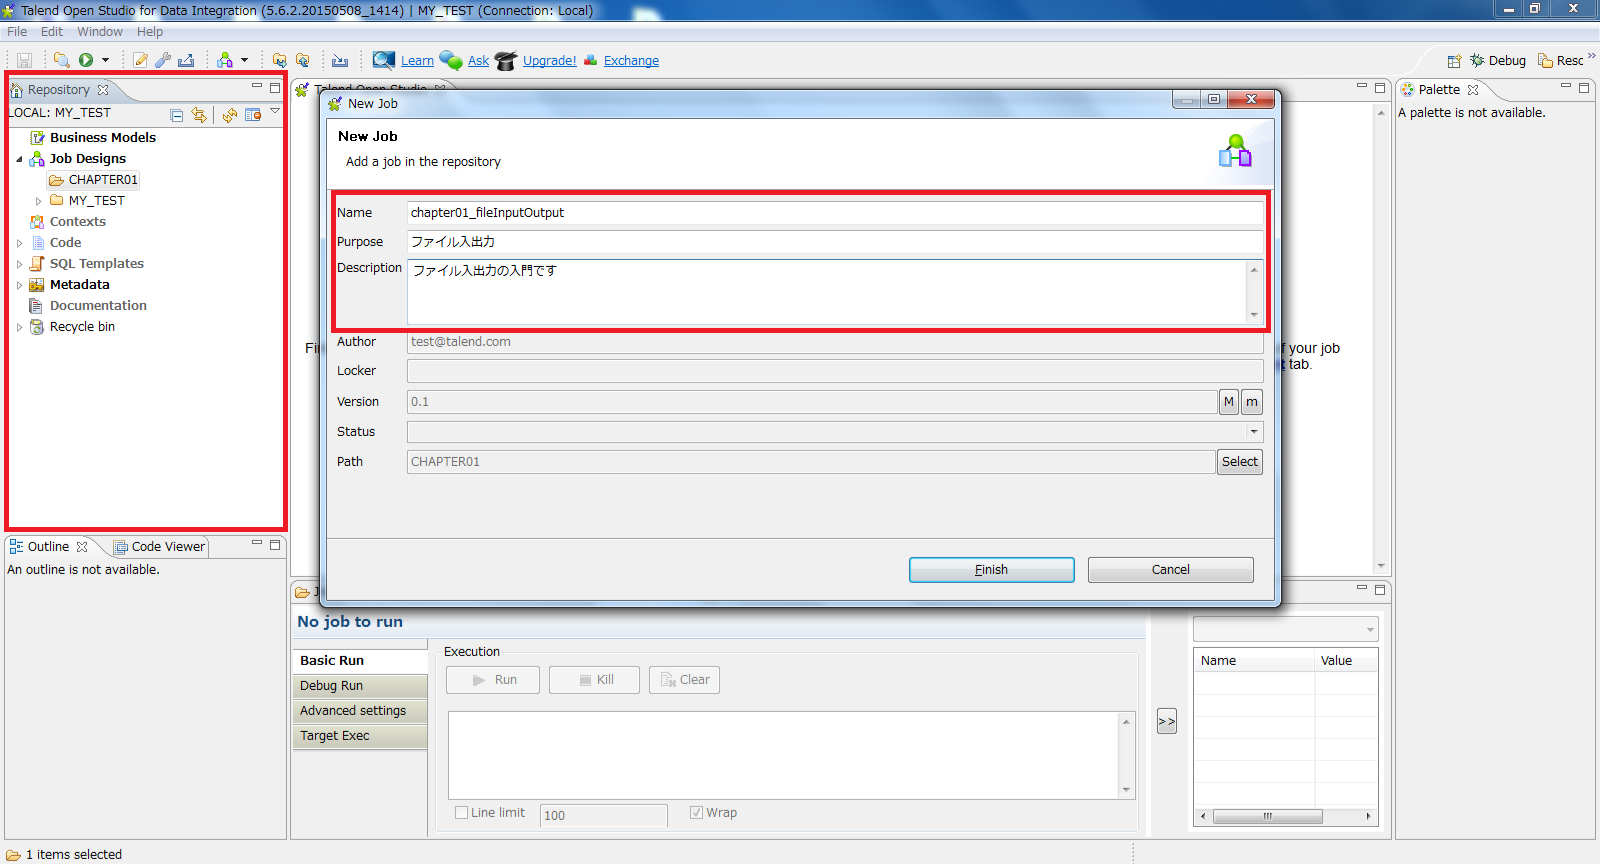 Talend Open Studio for Data Integration (5.6.2.20150508_1414) | MY_TEST (Connection: Local)
File Edit Window Help
Learn Ask Upgrade! Exchange
Debug Resc
Repository
LOCAL: MY_TEST
Business Models
Job Designs
CHAPTER01
MY_TEST
Contexts
Code
SQL Templates
Metadata
Documentation
Recycle bin
Outline Code Viewer
An outline is not available.
Talend Open Studio
New Job
New Job
Add a job in the repository
Name chapter01_fileInputOutput
Purpose ファイル入出力
Description ファイル入出力の入門です
Author test@talend.com
Locker
Version 0.1 M m
Status
Path CHAPTER01 Select
Finish Cancel
your job
tab.
Palette
A palette is not available.
No job to run
Basic Run
Debug Run
Advanced settings
Target Exec
Execution
Run Kill Clear
Line limit 100 Wrap
>>
Name Value
1 items selected